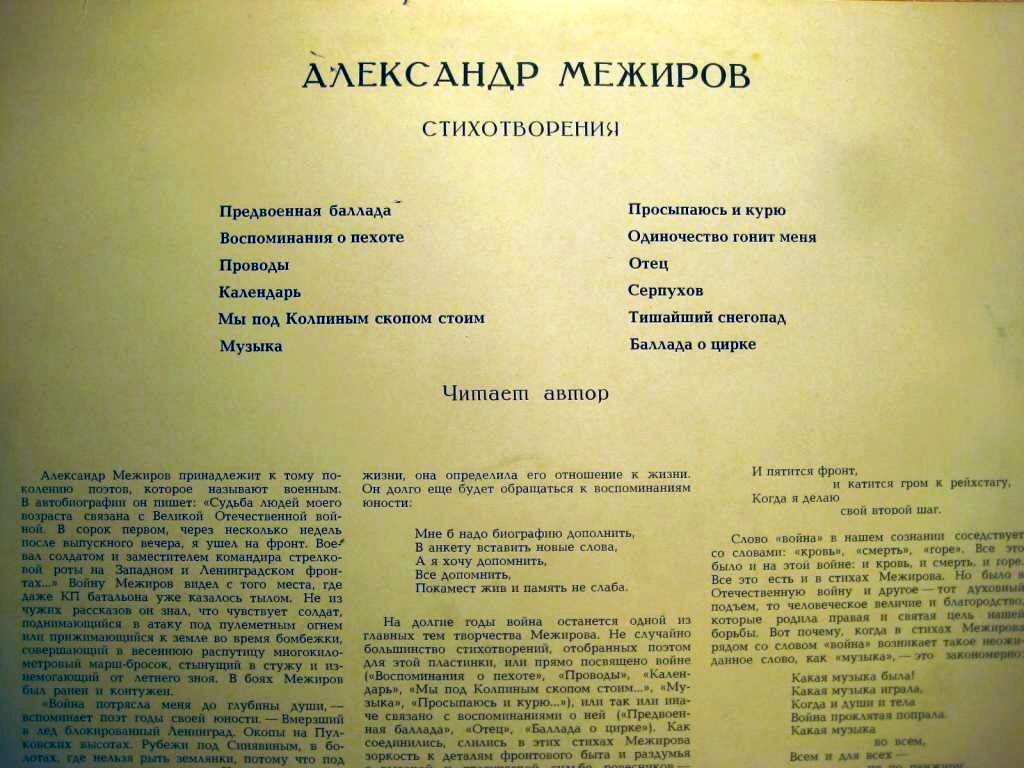 АЛЕКСАНДР МЕЖИРОВ
СТИХОТВОРЕНИЯ
Предвоенная баллада
Воспоминания о пехоте
Проводы
Календарь
Мы под Колпиным скопом стоим
Музыка
Просыпаюсь и курю
Одиночество гонит меня
Отец
Серпухов
Тишайший снегопад
Баллада о цирке
Читает автор
Александр Межиров принадлежит к тому по-
колению поэтов, которое называют военным.
В автобиографии он пишет: «Судьба людей моего
возраста связана с Великой Отечественной вой-
ной. В сорок первом, через несколько недель
после выпускного вечера, я ушел на фронт. Вое-
вал солдатом и заместителем командира стрелко-
вой роты на Западном и Ленинградском фрон-
тах...» Войну Межиров видел с того места, где
даже КП батальона уже казалось тылом. Не из
чужих рассказов он знал, что чувствует солдат,
поднимающийся в атаку под пулеметным огнем
или прижимающийся к земле во время бомбежки,
совершающий в весеннюю распутицу многокило-
метровый марш-бросок, стынущий в стужу и из-
немогающий от летнего зноя. В боях Межиров
был ранен и контужен.
«Война потрясла меня до глубины души, —
вспоминает поэт годы своей юности. — Вмерзший
в лед блокированный Ленинград. Окопы на Пул-
ковских высотах. Рубежи под Синявиным, в бо-
лотах, где нельзя рыть землянки, потому что под
жизни, она определила его отношение к жизни.
Он долго еще будет обращаться к воспоминаниям
юности:
Мне б надо биографию дополнить,
В анкету вставить новые слова,
А я хочу допомнить,
Все допомнить,
Покамест жив и память не слаба.
На долгие годы война останется одной из
главных тем творчества Межирова. Не случайно
большинство стихотворений, отобранных поэтом
для этой пластинки, или прямо посвящено войне
(«Воспоминания о пехоте», «Проводы», «Кален-
дарь», «Мы под Колпиным скопом стоим...», «Му-
зыка», «Просыпаюсь и курю...»), или так или ина-
че связано с воспоминаниями о ней («Предвоен-
ная баллада», «Отец», «Баллада о цирке»). Как
соединились, слились в этих стихах Межирова
зоркость к деталям фронтового быта и раздумья
И пятится фронт,
и катится гром к рейхстагу,
Когда я делаю
свой второй шаг.
Слово «война» в нашем сознании соседствует
со словами: «кровь», «смерть», «горе». Все это
было и на этой войне: и кровь, и смерть, и горе.
Все это есть и в стихах Межирова. Но было в
Отечественную войну и другое — тот духовный
подъем, то человеческое величие и благородство,
которые родила правая и святая цель нашей
борьбы. Вот почему, когда в стихах Межирова
рядом со словом «война» возникает такое неожи-
данное слово, как «музыка», — это закономерно:
Какая музыка была!
Какая музыка играла,
Когда и души и тела
Война проклятая попрала.
Какая музыка
во всем,
Всем и для всех —